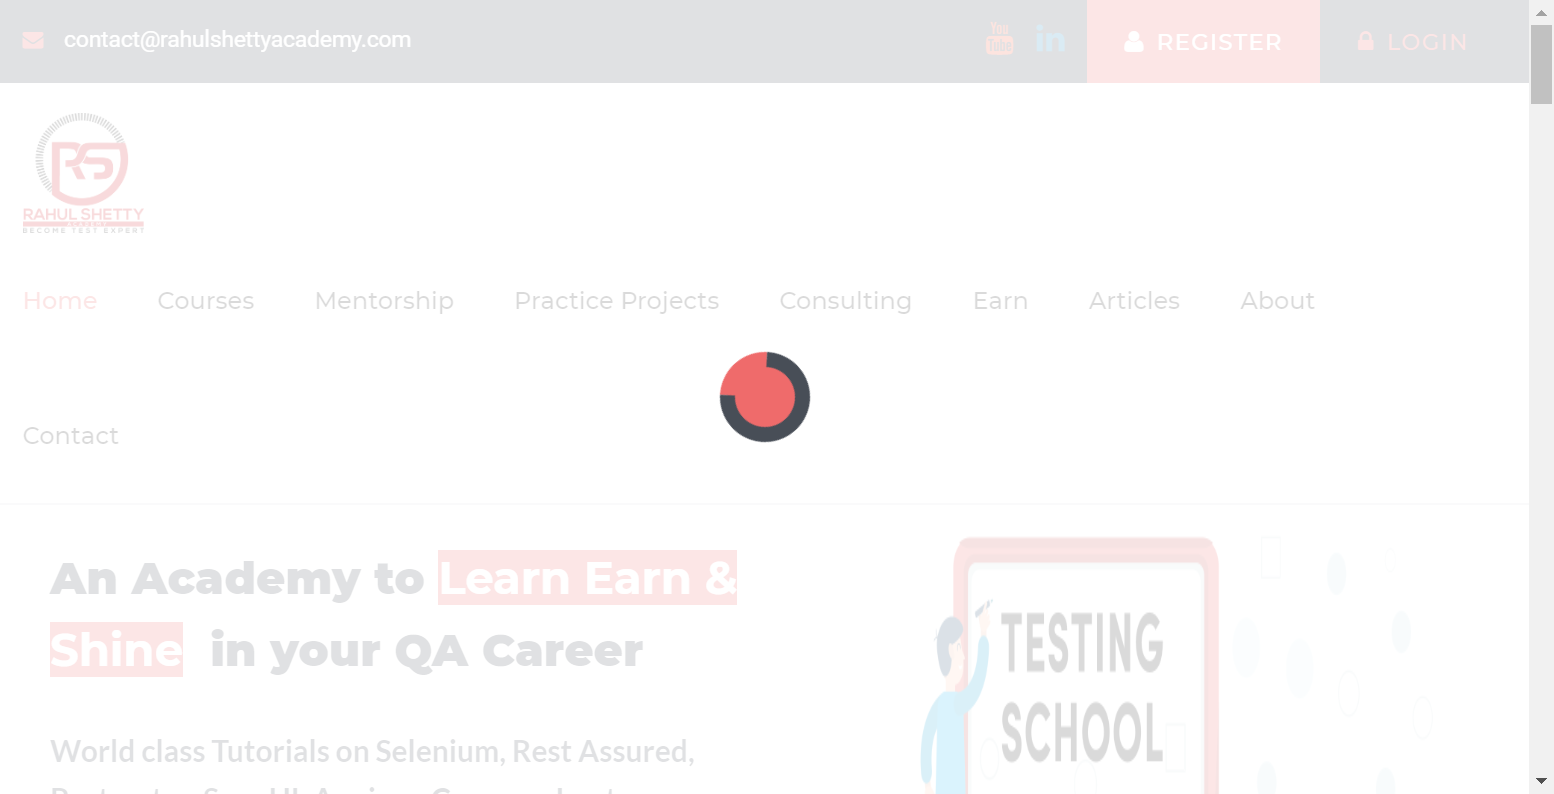 contact@rahulshettyacademy.com
You
Tube
in
REGISTER
LOGIN
RS
RAHUL SHETTY
ACADEMY
BECOME TEST EXPERT
Home Courses Mentorship Practice Projects Consulting Earn Articles About
Contact
An Academy to Learn Earn &
Shine in your QA Career
TESTING
SCHOOL
World class Tutorials on Selenium, Rest Assured,